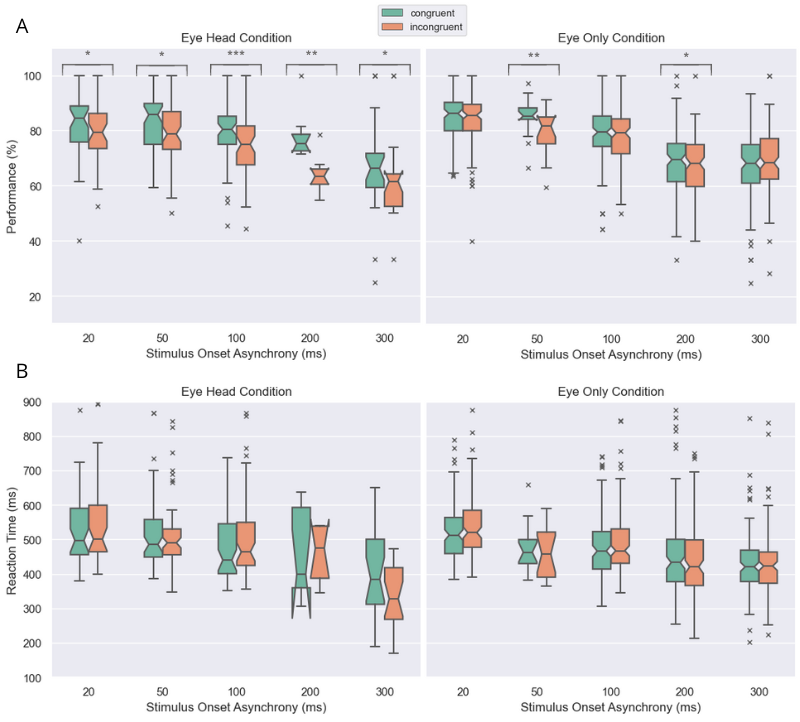 congruent
incongruent
A
Eye Head Condition
Eye Only Condition
* * *** ** *
** *
Performance (%)
100
80
60
40
20
20 50 100 200 300
20 50 100 200 300
Stimulus Onset Asynchrony (ms)
Stimulus Onset Asynchrony (ms)
B
Eye Head Condition
Eye Only Condition
Reaction Time (ms)
900
800
700
600
500
400
300
200
100
20 50 100 200 300
20 50 100 200 300
Stimulus Onset Asynchrony (ms)
Stimulus Onset Asynchrony (ms)